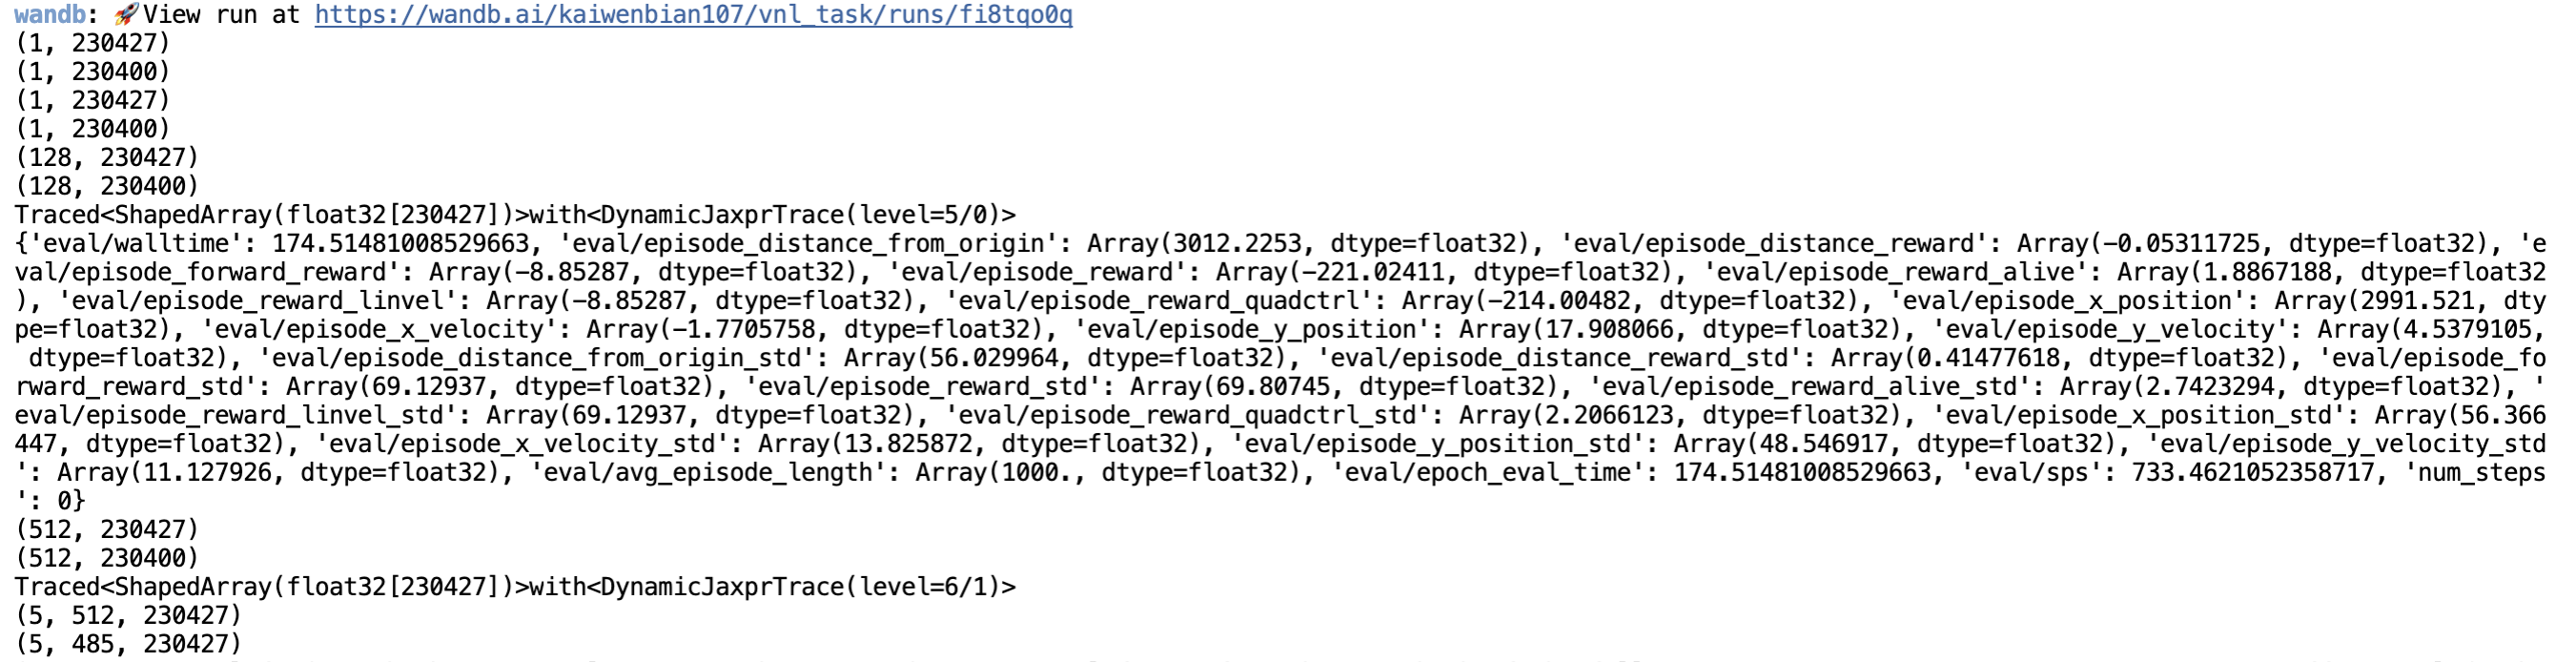 wandb: 🚀 View run at https://wandb.ai/kaiwenbian107/vnl_task/runs/fi8tqo0q
(1, 230427)
(1, 230400)
(1, 230427)
(1, 230400)
(128, 230427)
(128, 230400)
Traced<ShapedArray(float32[230427])>with<DynamicJaxprTrace(level=5/0)>
{'eval/walltime': 174.51481008529663, 'eval/episode_distance_from_origin': Array(3012.2253, dtype=float32), 'eval/episode_distance_reward': Array(-0.05311725, dtype=float32), 'e
val/episode_forward_reward': Array(-8.85287, dtype=float32), 'eval/episode_reward': Array(-221.02411, dtype=float32), 'eval/episode_reward_alive': Array(1.8867188, dtype=float32
), 'eval/episode_reward_linvel': Array(-8.85287, dtype=float32), 'eval/episode_reward_quadctrl': Array(-214.00482, dtype=float32), 'eval/episode_x_position': Array(2991.521, dty
pe=float32), 'eval/episode_x_velocity': Array(-1.7705758, dtype=float32), 'eval/episode_y_position': Array(17.908066, dtype=float32), 'eval/episode_y_velocity': Array(4.5379105,
 dtype=float32), 'eval/episode_distance_from_origin_std': Array(56.029964, dtype=float32), 'eval/episode_distance_reward_std': Array(0.41477618, dtype=float32), 'eval/episode_fo
rward_reward_std': Array(69.12937, dtype=float32), 'eval/episode_reward_std': Array(69.80745, dtype=float32), 'eval/episode_reward_alive_std': Array(2.7423294, dtype=float32), '
eval/episode_reward_linvel_std': Array(69.12937, dtype=float32), 'eval/episode_reward_quadctrl_std': Array(2.2066123, dtype=float32), 'eval/episode_x_position_std': Array(56.366
447, dtype=float32), 'eval/episode_x_velocity_std': Array(13.825872, dtype=float32), 'eval/episode_y_position_std': Array(48.546917, dtype=float32), 'eval/episode_y_velocity_std
': Array(11.127926, dtype=float32), 'eval/avg_episode_length': Array(1000., dtype=float32), 'eval/epoch_eval_time': 174.51481008529663, 'eval/sps': 733.4621052358717, 'num_steps
': 0}
(512, 230427)
(512, 230400)
Traced<ShapedArray(float32[230427])>with<DynamicJaxprTrace(level=6/1)>
(5, 512, 230427)
(5, 485, 230427)